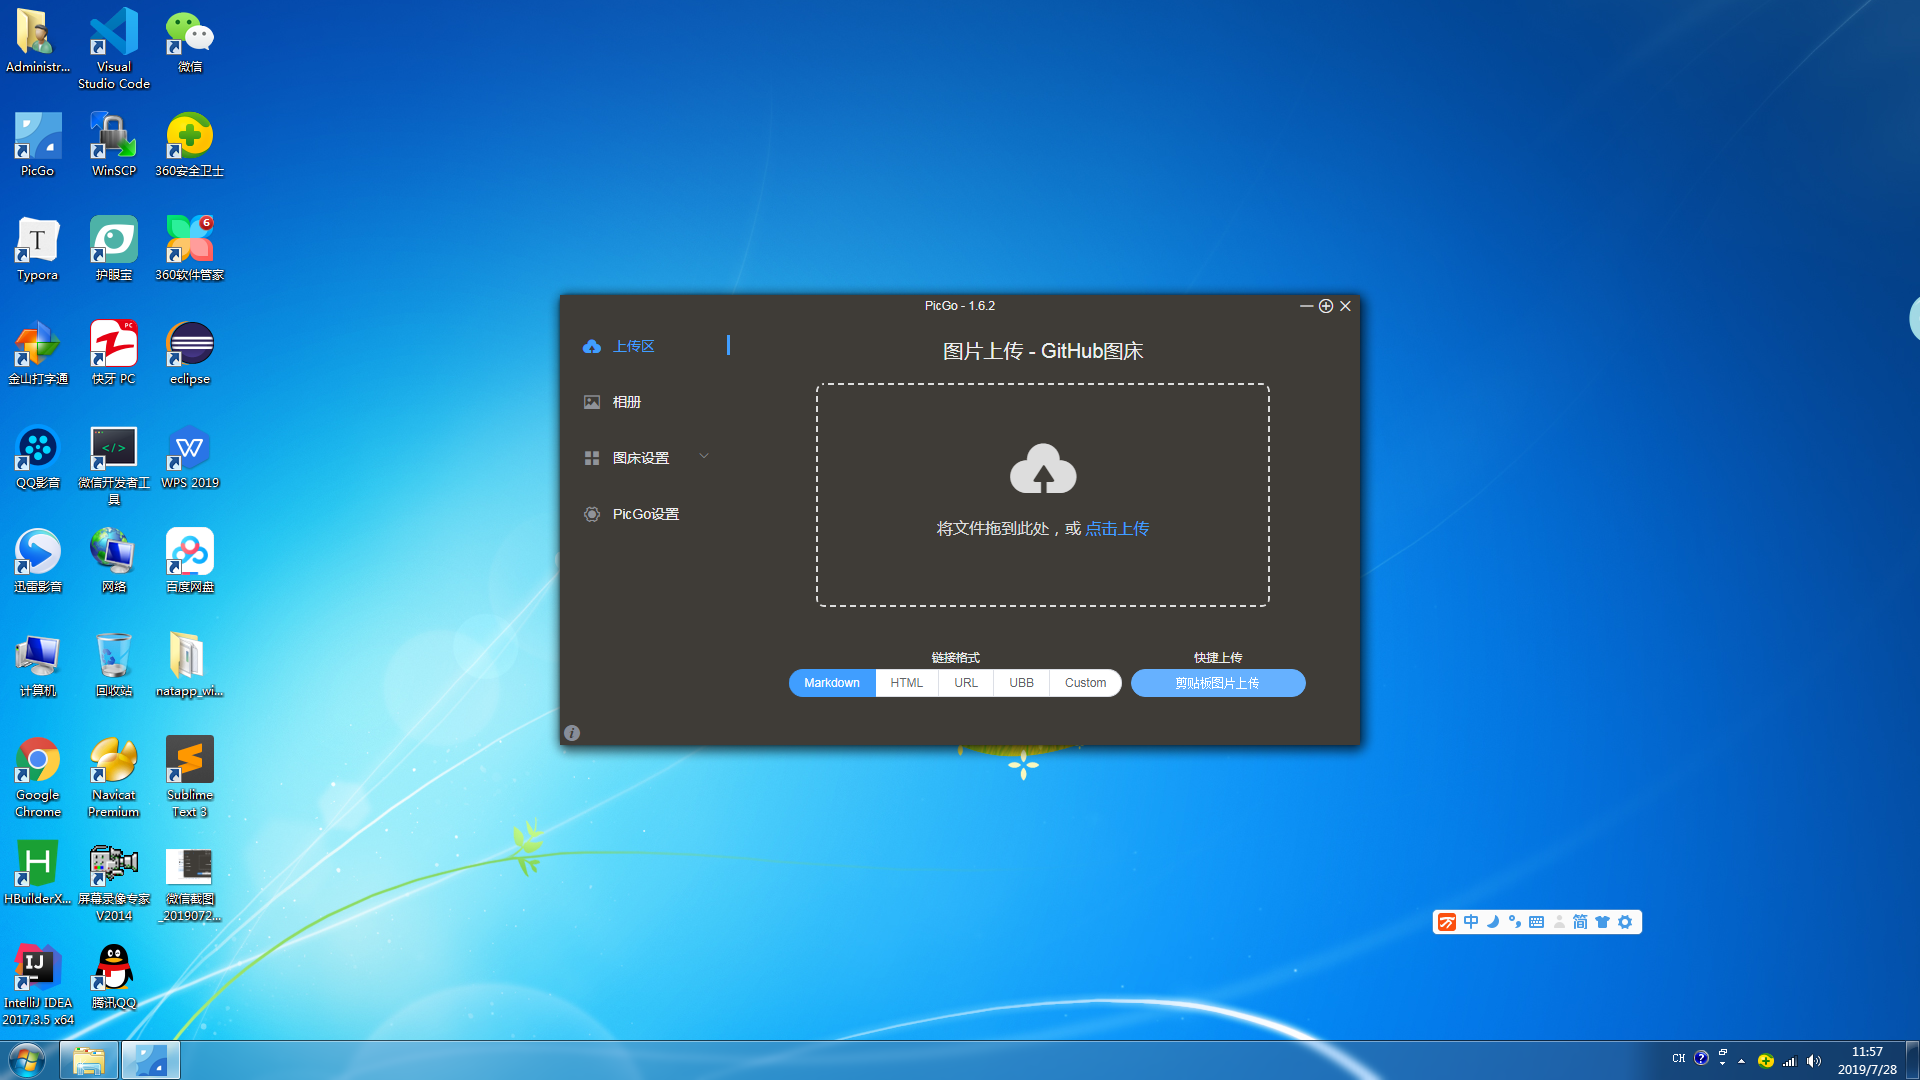 Administr...
Visual
Studio Code
微信
PicGo
WinSCP
360安全卫士
Typora
护眼宝
6
360软件管家
金山打字通
PC
快牙 PC
eclipse
QQ影音
微信开发者工
具
WPS 2019
迅雷影音
网络
百度网盘
计算机
回收站
natapp_wi...
Google
Chrome
Navicat
Premium
Sublime
Text 3
HBuilderX...
屏幕录像专家
V2014
微信截图
_2019072...
IntelliJ IDEA
2017.3.5 x64
腾讯QQ
PicGo - 1.6.2
上传区
相册
图床设置
PicGo设置
图片上传 - GitHub图床
将文件拖到此处，或 点击上传
链接格式
快捷上传
Markdown
HTML
URL
UBB
Custom
剪贴板图片上传
中
简
CH
11:57
2019/7/28